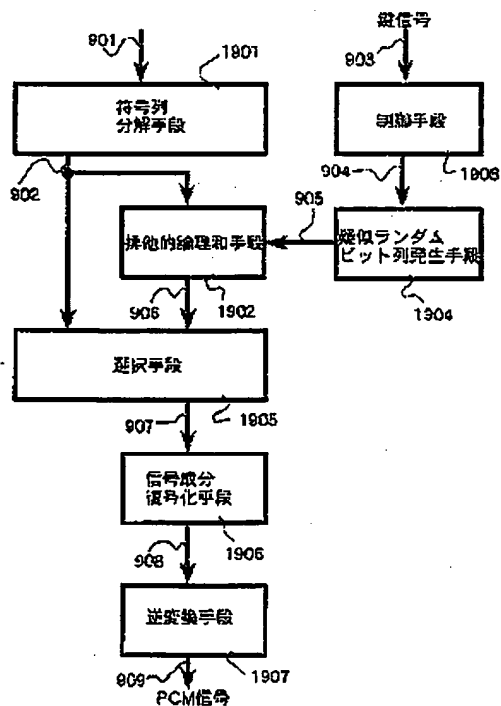 901
1901
鍵信号
903
符号列
分解手段
制御手段
1903
902
904
905
排他的論理和手段
疑似ランダム
ビット列発生手段
906
1902
1904
選択手段
907
1905
信号成分
復号化手段
908
1906
逆変換手段
909
1907
PCM信号